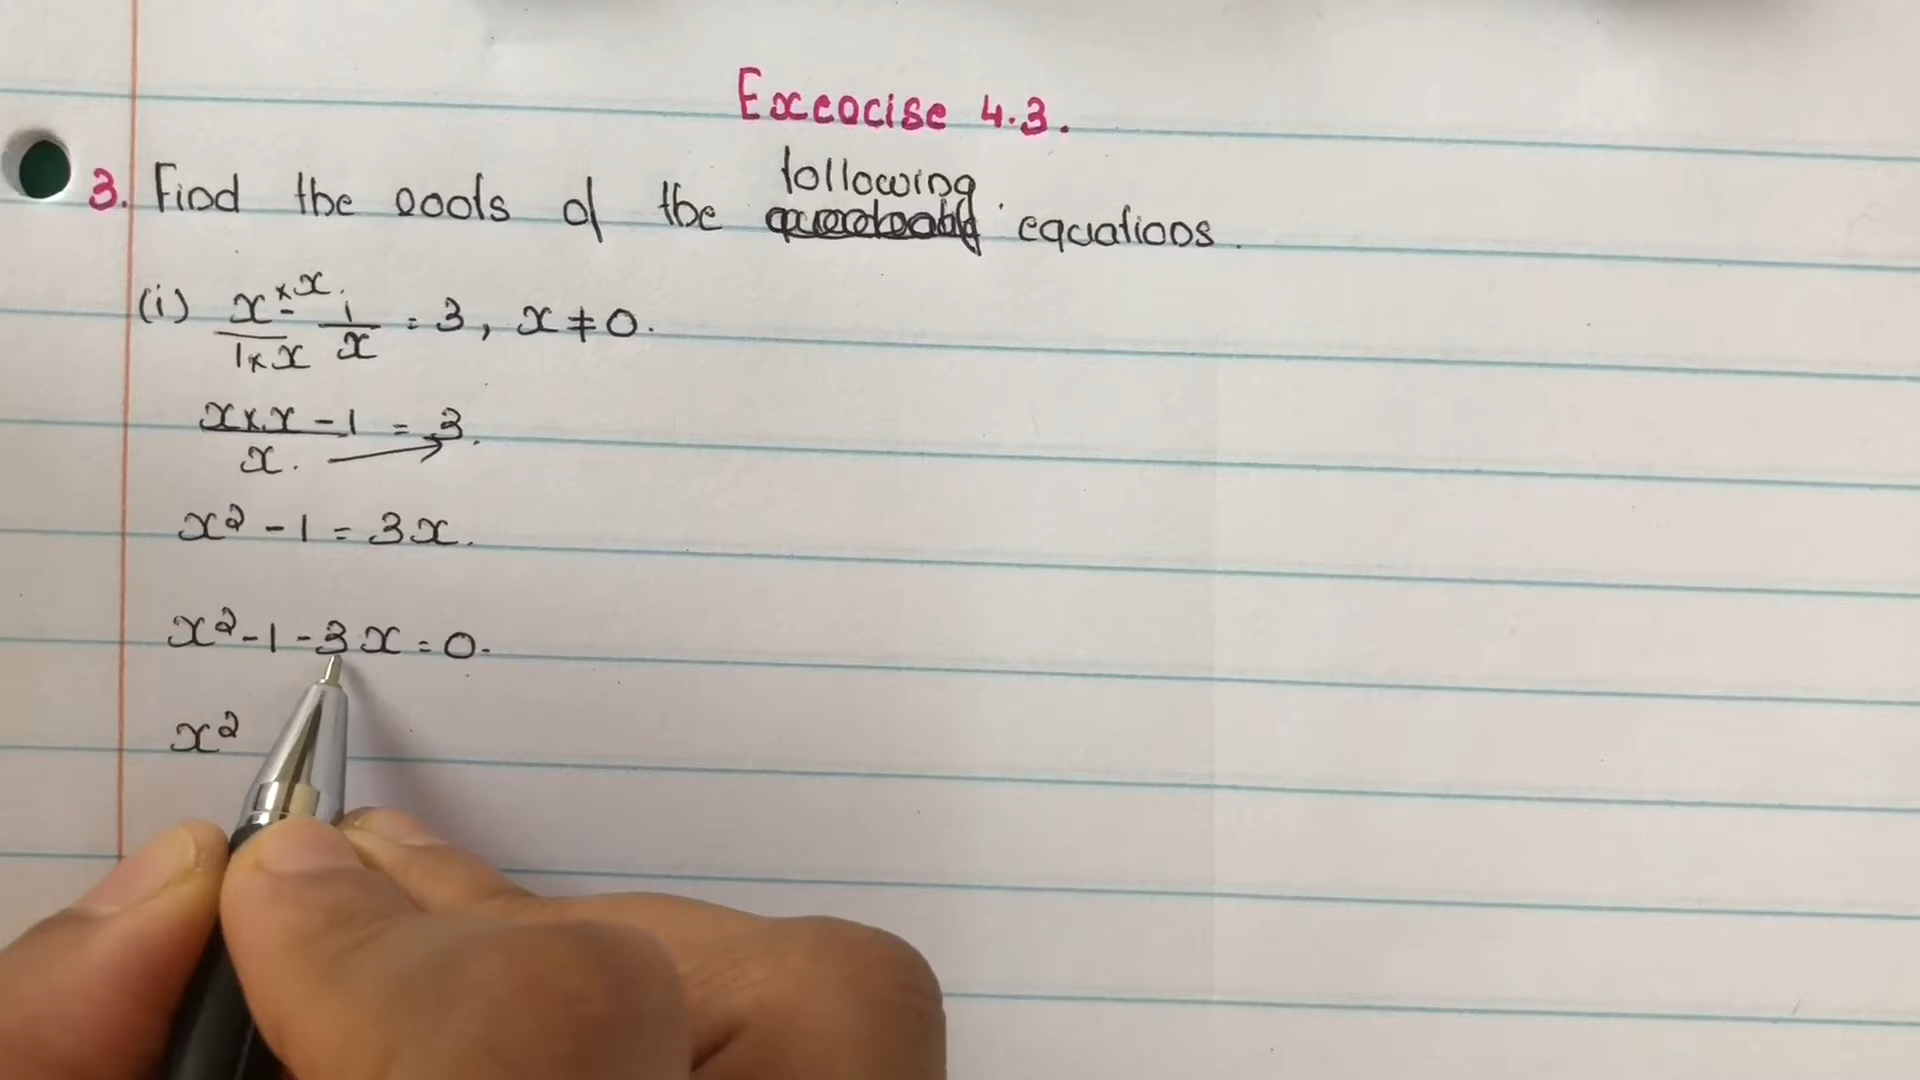 Exercise 4.3.
3. Find the roots of the following equations.
(i) x × x - 1 / 1 × x x = 3, x ≠ 0.
x × x - 1 / x. = 3.
x² - 1 = 3x.
x² - 1 - 3x = 0.
x²